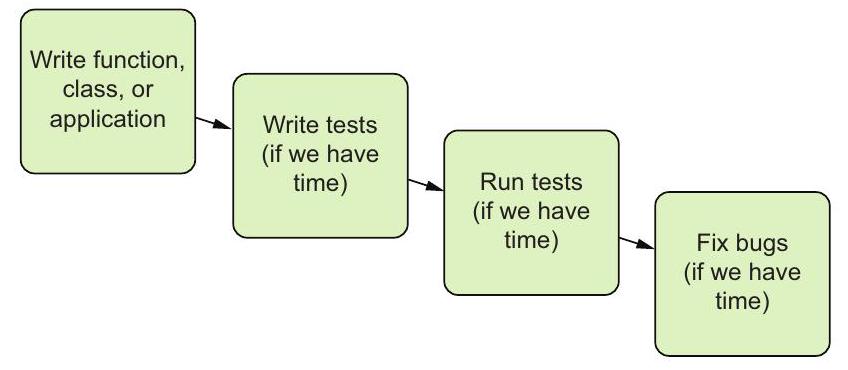 Write function,
class, or
application
Write tests
(if we have
time)
Run tests
(if we have
time)
Fix bugs
(if we have
time)